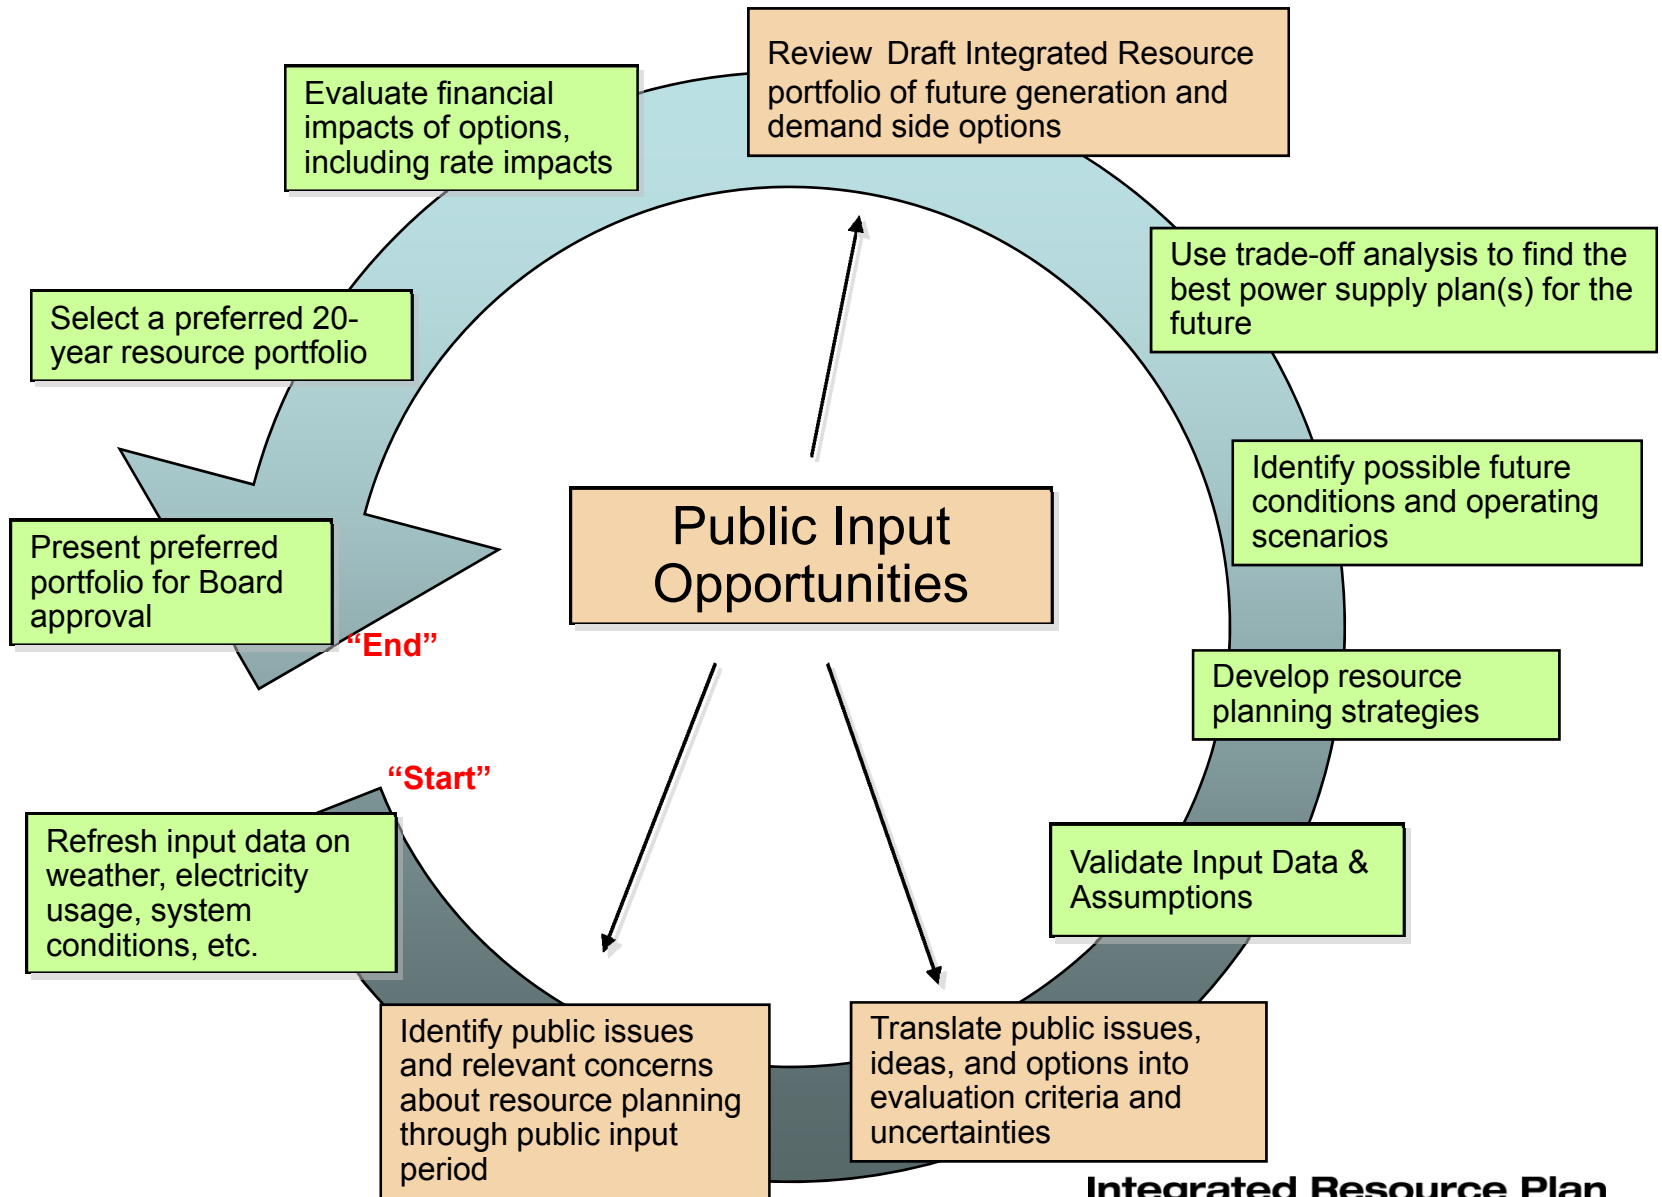 Review Draft Integrated Resource
portfolio of future generation and
demand side options
Evaluate financial
impacts of options,
including rate impacts
Use trade-off analysis to find the
best power supply plan(s) for the
future
Select a preferred 20-
year resource portfolio
Identify possible future
conditions and operating
scenarios
Public Input
Opportunities
Present preferred
portfolio for Board
approval
“End”
Develop resource
planning strategies
“Start”
Refresh input data on
weather, electricity
usage, system
conditions, etc.
Validate Input Data &
Assumptions
Identify public issues
and relevant concerns
about resource planning
through public input
period
Translate public issues,
ideas, and options into
evaluation criteria and
uncertainties
Integrated Resource Plan